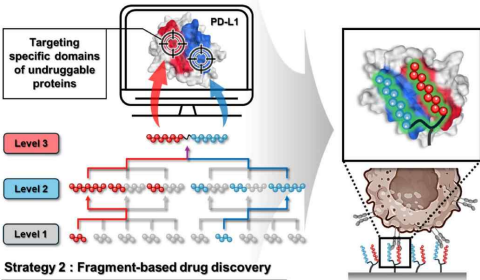 PD-L1
Targeting
specific domains
of undruggable
proteins
Level 3
Level 2
Level 1
Strategy 2 : Fragment-based drug discovery